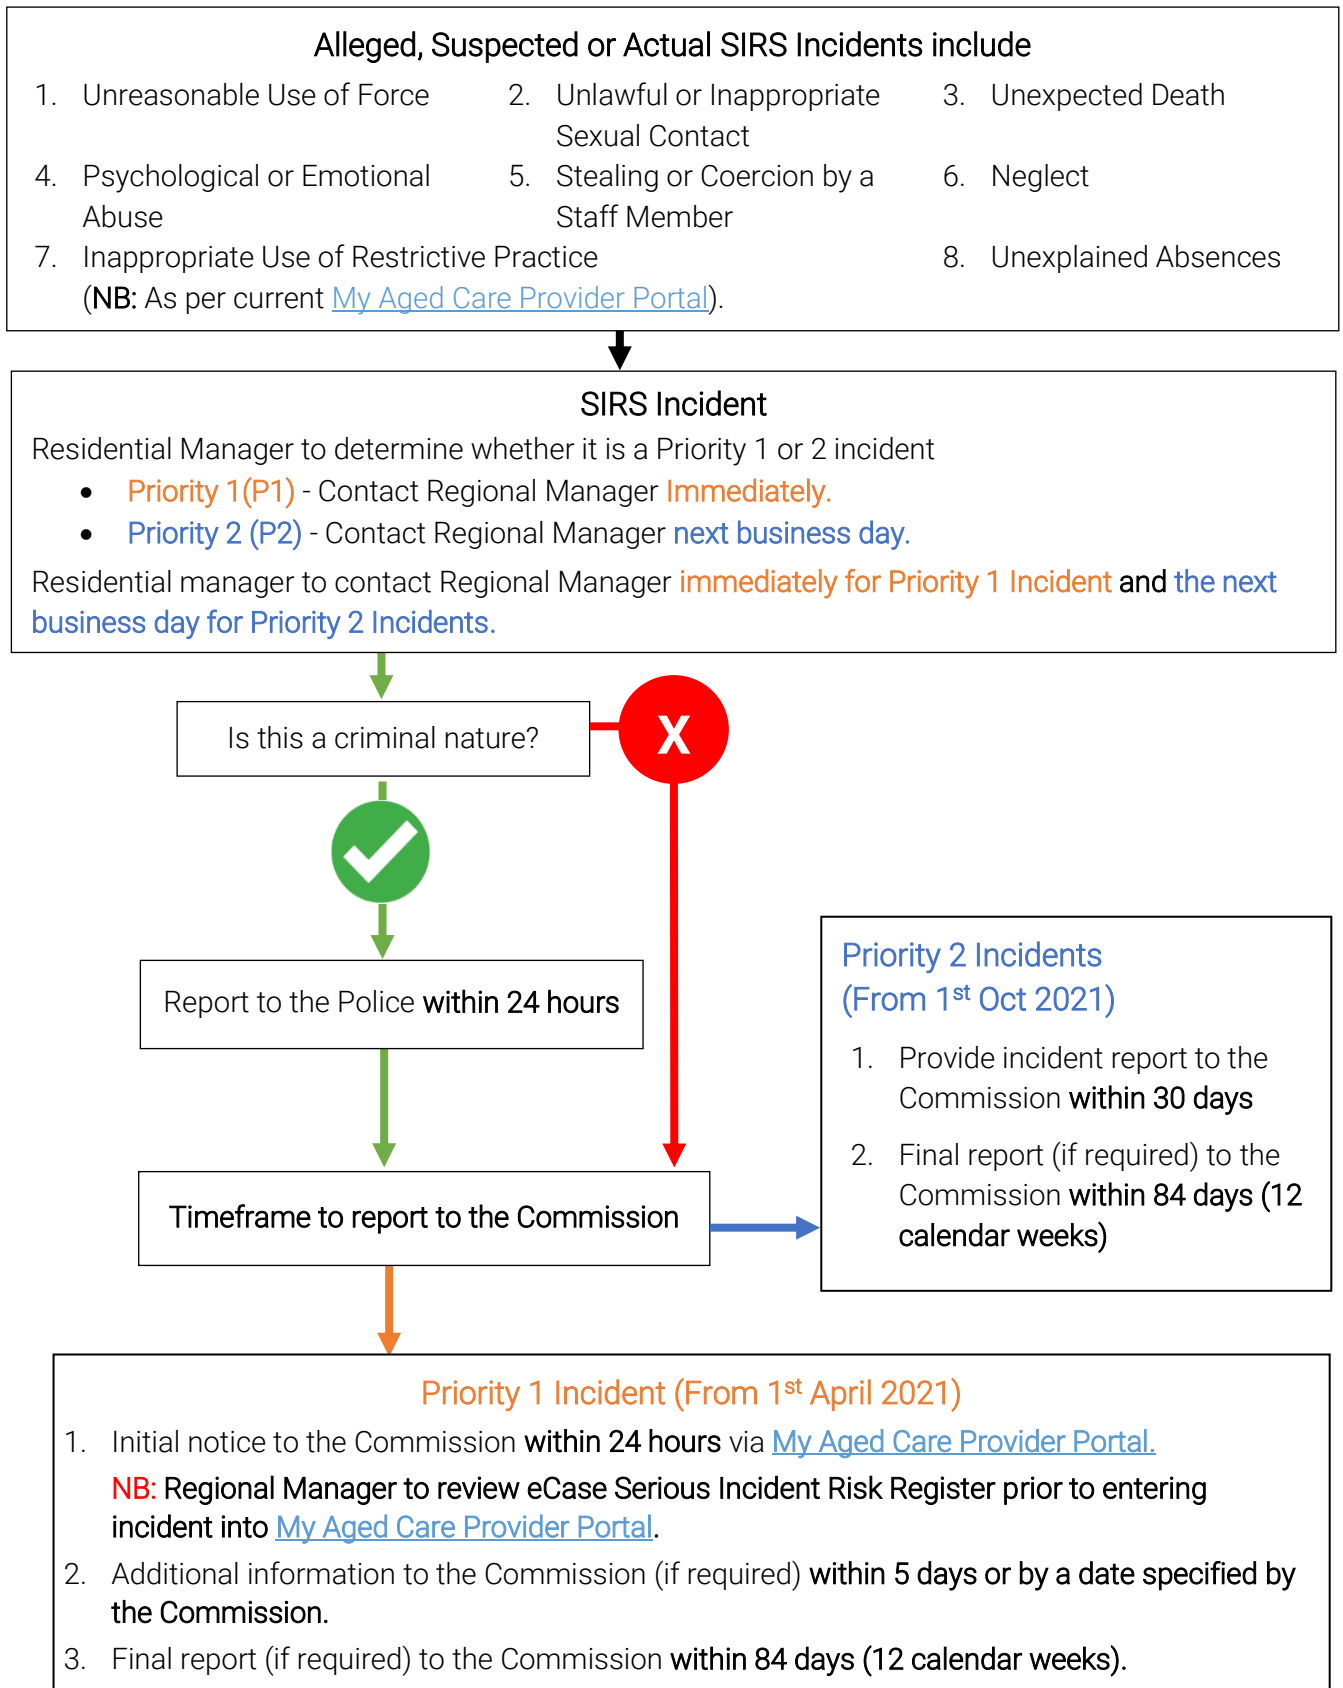 Alleged, Suspected or Actual SIRS Incidents include
1. Unreasonable Use of Force
2. Unlawful or Inappropriate
Sexual Contact
3. Unexpected Death
4. Psychological or Emotional
Abuse
5. Stealing or Coercion by a
Staff Member
6. Neglect
7. Inappropriate Use of Restrictive Practice
(NB: As per current My Aged Care Provider Portal).
8. Unexplained Absences
SIRS Incident
Residential Manager to determine whether it is a Priority 1 or 2 incident
• Priority 1(P1) - Contact Regional Manager Immediately.
• Priority 2 (P2) - Contact Regional Manager next business day.
Residential manager to contact Regional Manager immediately for Priority 1 Incident and the next
business day for Priority 2 Incidents.
Is this a criminal nature?
X
Report to the Police within 24 hours
Priority 2 Incidents
(From 1st Oct 2021)
1. Provide incident report to the
Commission within 30 days
2. Final report (if required) to the
Commission within 84 days (12
calendar weeks)
Timeframe to report to the Commission
Priority 1 Incident (From 1st April 2021)
1. Initial notice to the Commission within 24 hours via My Aged Care Provider Portal.
NB: Regional Manager to review eCase Serious Incident Risk Register prior to entering
incident into My Aged Care Provider Portal.
2. Additional information to the Commission (if required) within 5 days or by a date specified by
the Commission.
3. Final report (if required) to the Commission within 84 days (12 calendar weeks).